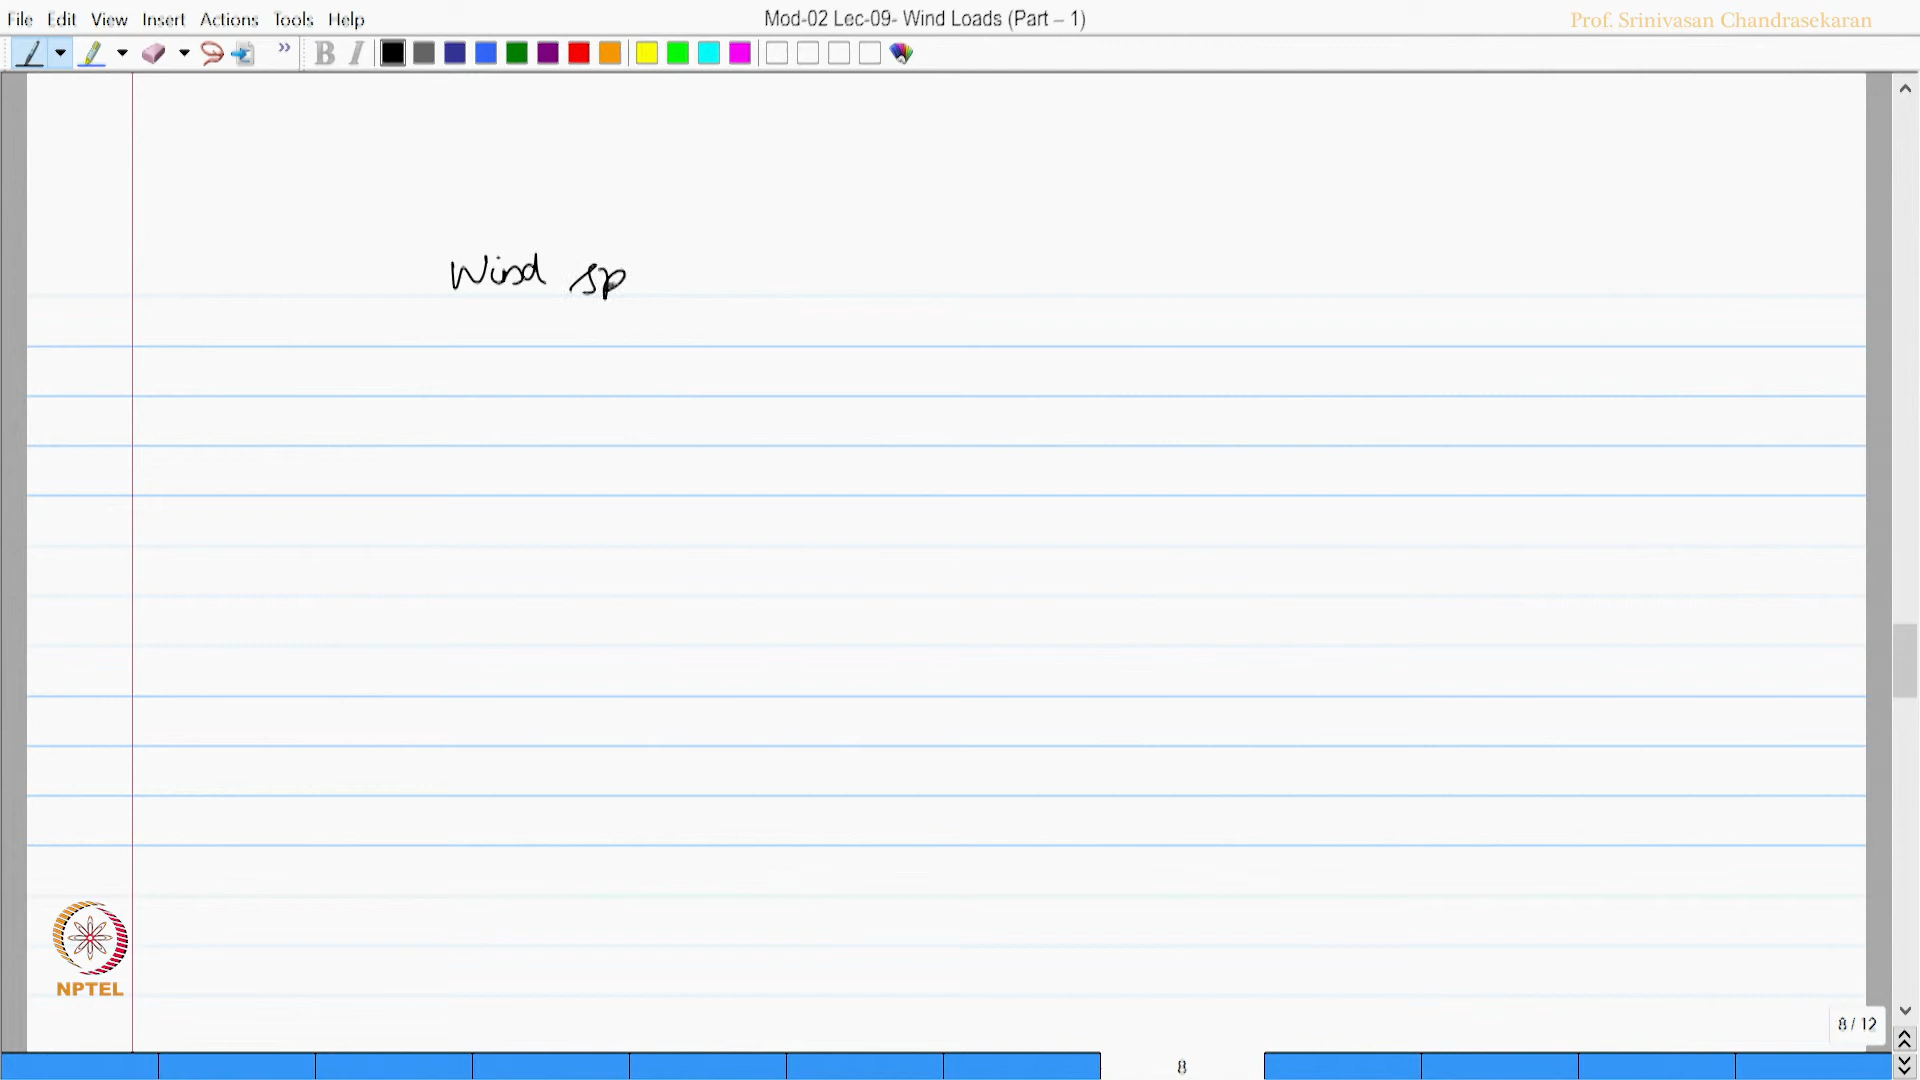 File Edit View Insert Actions Tools Help
Mod-02 Lec-09- Wind Loads (Part – 1)
Prof. Srinivasan Chandrasekaran
B I
Wind sp
NPTEL
8 / 12
8